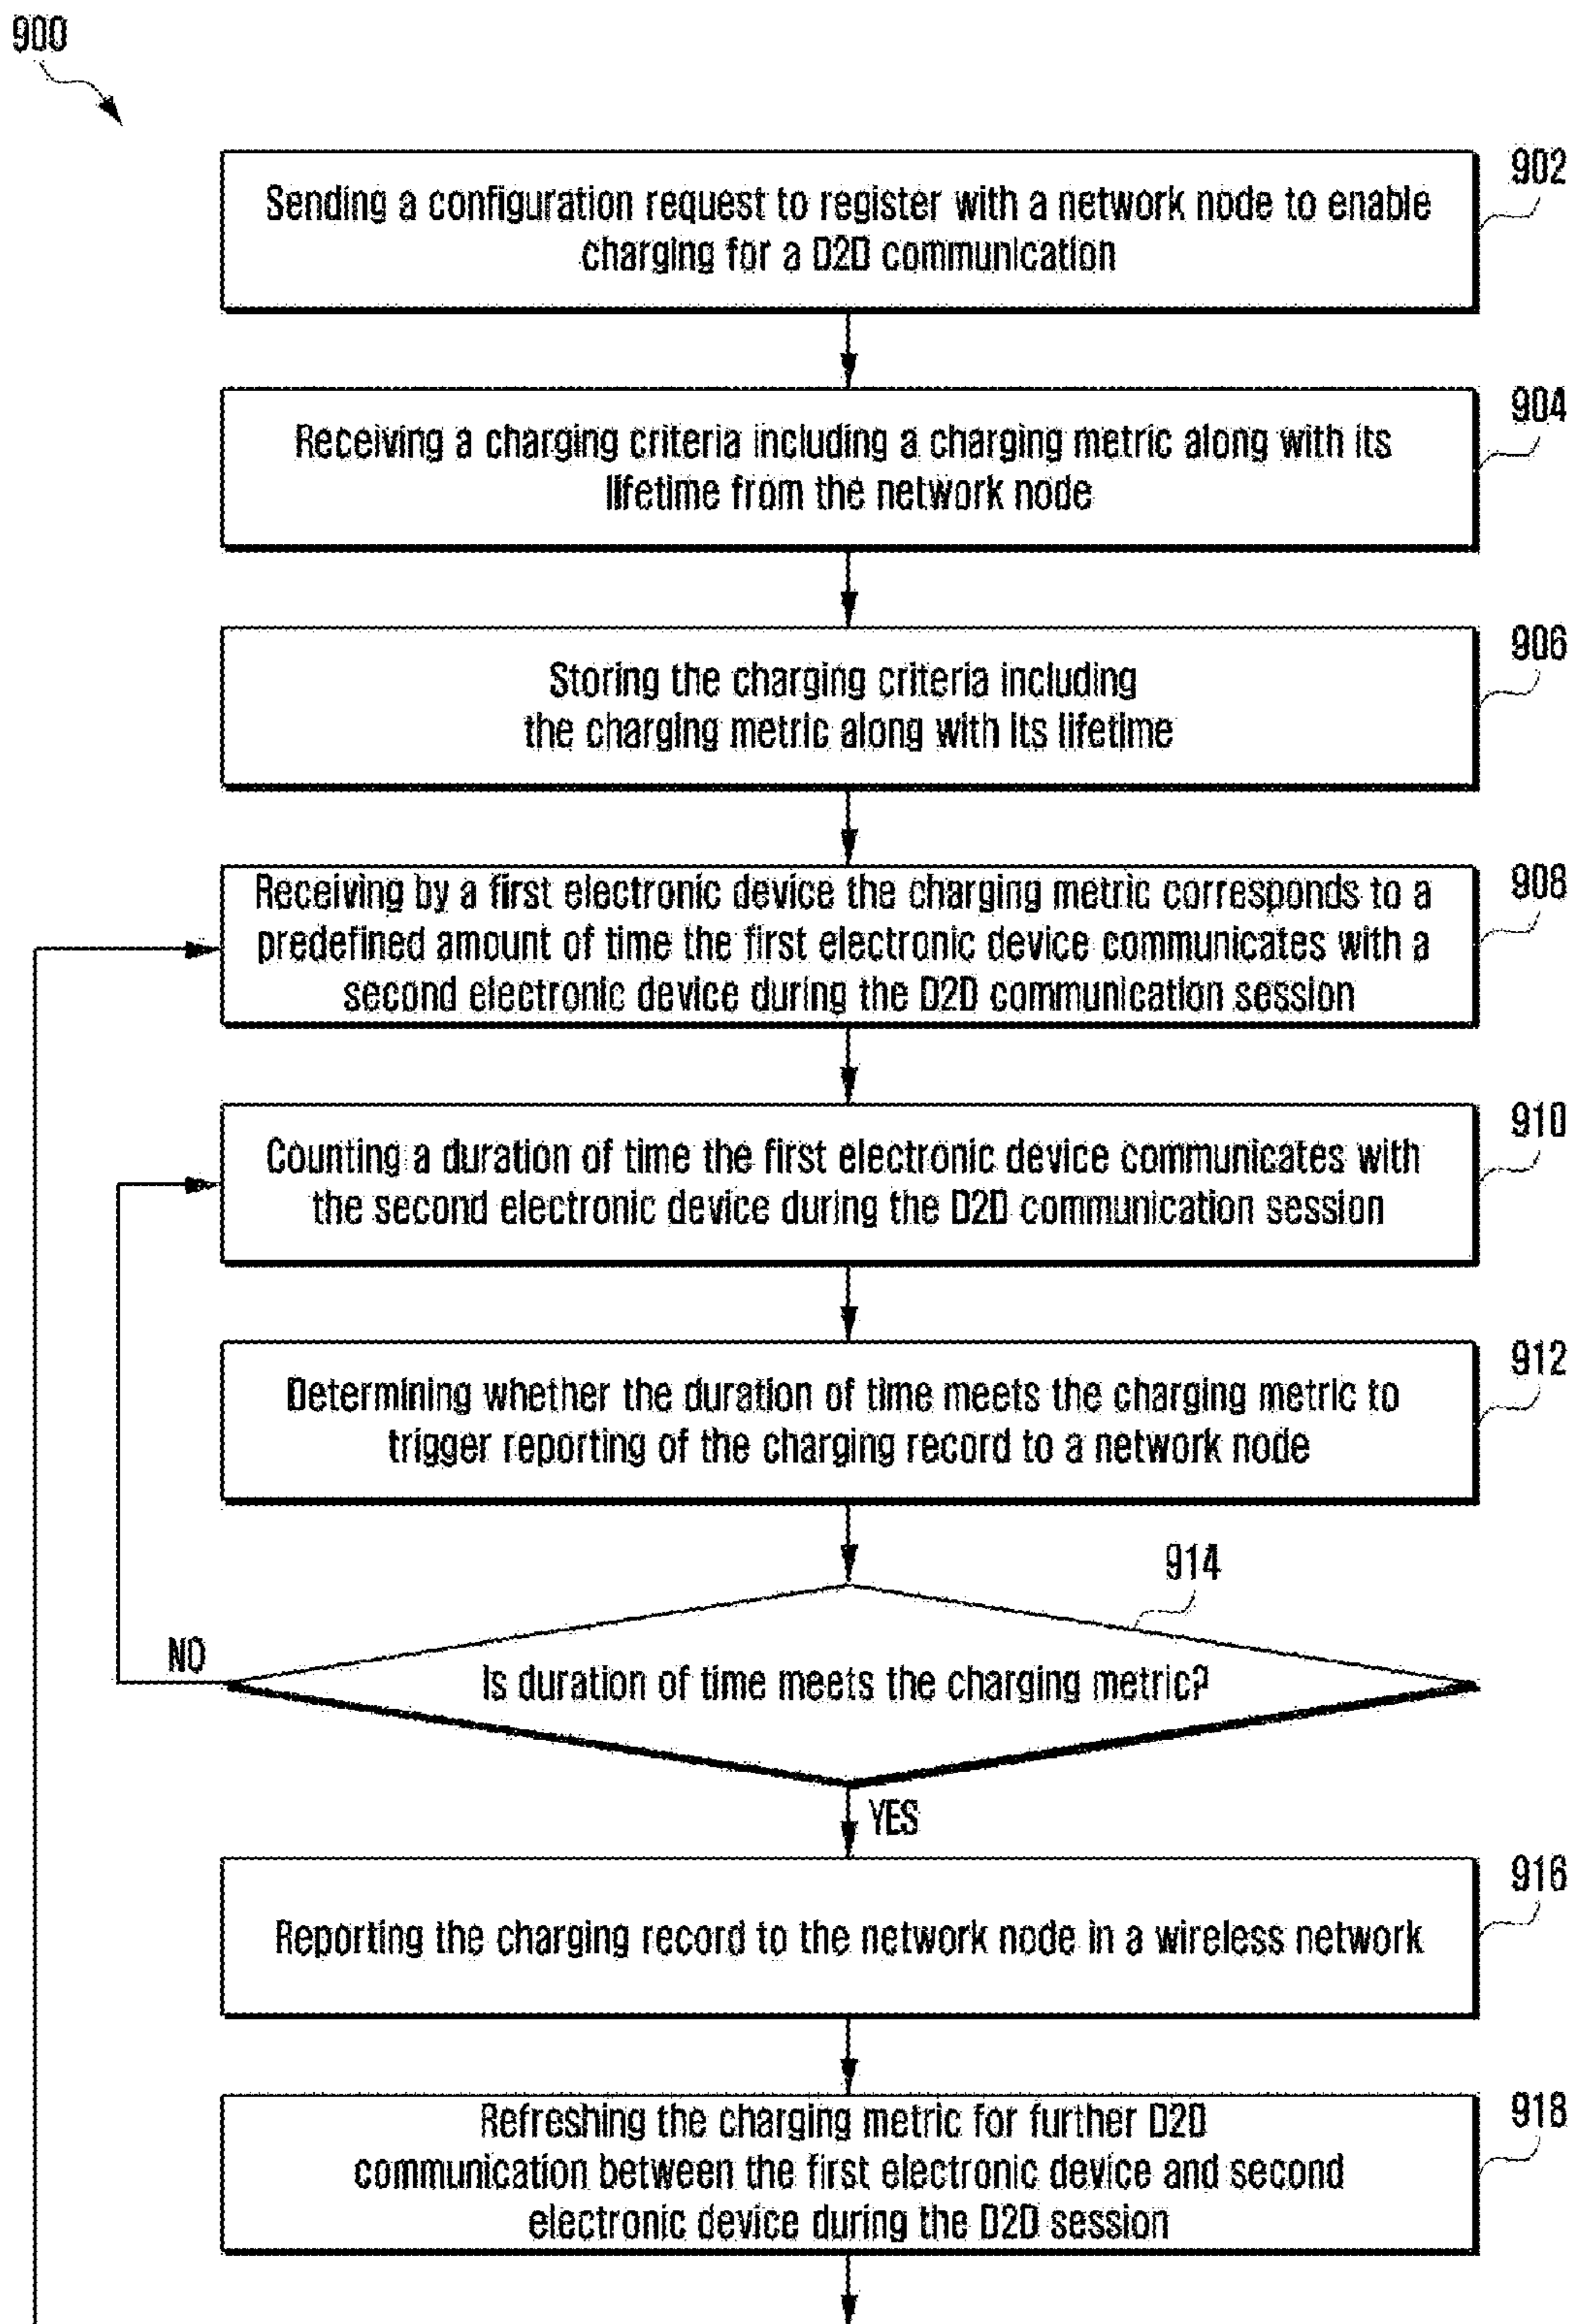 900
902
Sending a configuration request to register with a network node to enable
charging for a D2D communication
904
Receiving a charging criteria including a charging metric along with its
lifetime from the network node
906
Storing the charging criteria including
the charging metric along with its lifetime
908
Receiving by a first electronic device the charging metric corresponds to a
predefined amount of time the first electronic device communicates with a
second electronic device during the D2D communication session
910
Counting a duration of time the first electronic device communicates with
the second electronic device during the D2D communication session
912
Determining whether the duration of time meets the charging metric to
trigger reporting of the charging record to a network node
914
NO
Is duration of time meets the charging metric?
YES
916
Reporting the charging record to the network node in a wireless network
918
Refreshing the charging metric for further D2D
communication between the first electronic device and second
electronic device during the D2D session